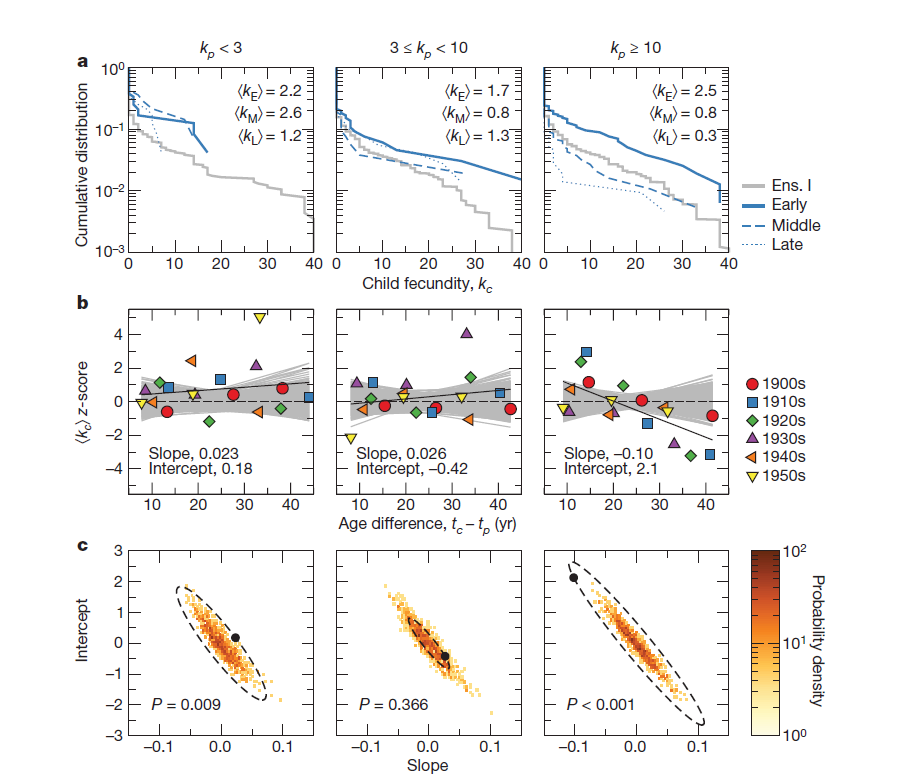 a
k_p < 3
3 ≤ k_p < 10
k_p ≥ 10
Cumulative distribution
10^0
10^−1
10^−2
10^−3
⟨k_E⟩ = 2.2
⟨k_M⟩ = 2.6
⟨k_L⟩ = 1.2
⟨k_E⟩ = 1.7
⟨k_M⟩ = 0.8
⟨k_L⟩ = 1.3
⟨k_E⟩ = 2.5
⟨k_M⟩ = 0.8
⟨k_L⟩ = 0.3
0 10 20 30 40 0 10 20 30 40 0 10 20 30 40
Child fecundity, k_c
Ens. I
Early
Middle
Late
b
⟨k_c⟩ z-score
4
2
0
−2
−4
Slope, 0.023
Intercept, 0.18
Slope, 0.026
Intercept, −0.42
Slope, −0.10
Intercept, 2.1
10 20 30 40 10 20 30 40 10 20 30 40
Age difference, t_c – t_p (yr)
1900s
1910s
1920s
1930s
1940s
1950s
c
Intercept
3
2
1
0
−1
−2
−3
P = 0.009
P = 0.366
P < 0.001
−0.1 0.0 0.1 −0.1 0.0 0.1 −0.1 0.0 0.1
Slope
10^2
10^1
10^0
Probability density